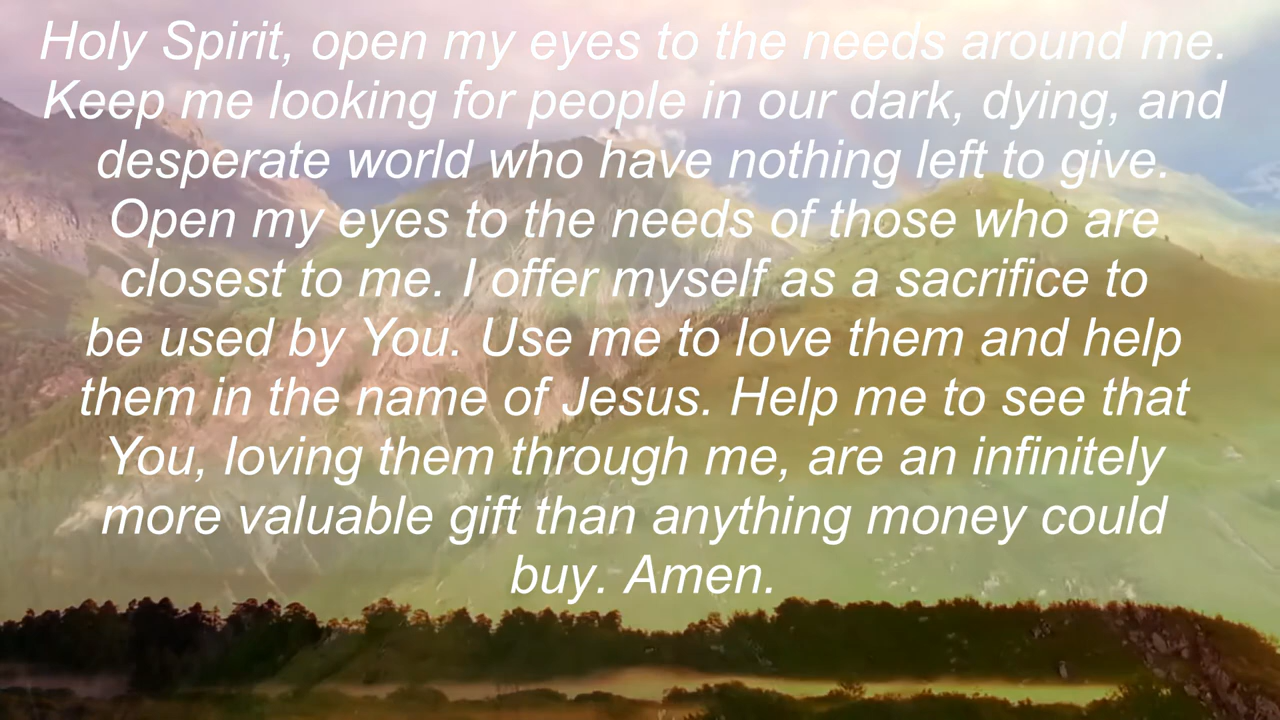 Holy Spirit, open my eyes to the needs around me.
Keep me looking for people in our dark, dying, and
desperate world who have nothing left to give.
Open my eyes to the needs of those who are
closest to me. I offer myself as a sacrifice to
be used by You. Use me to love them and help
them in the name of Jesus. Help me to see that
You, loving them through me, are an infinitely
more valuable gift than anything money could
buy. Amen.